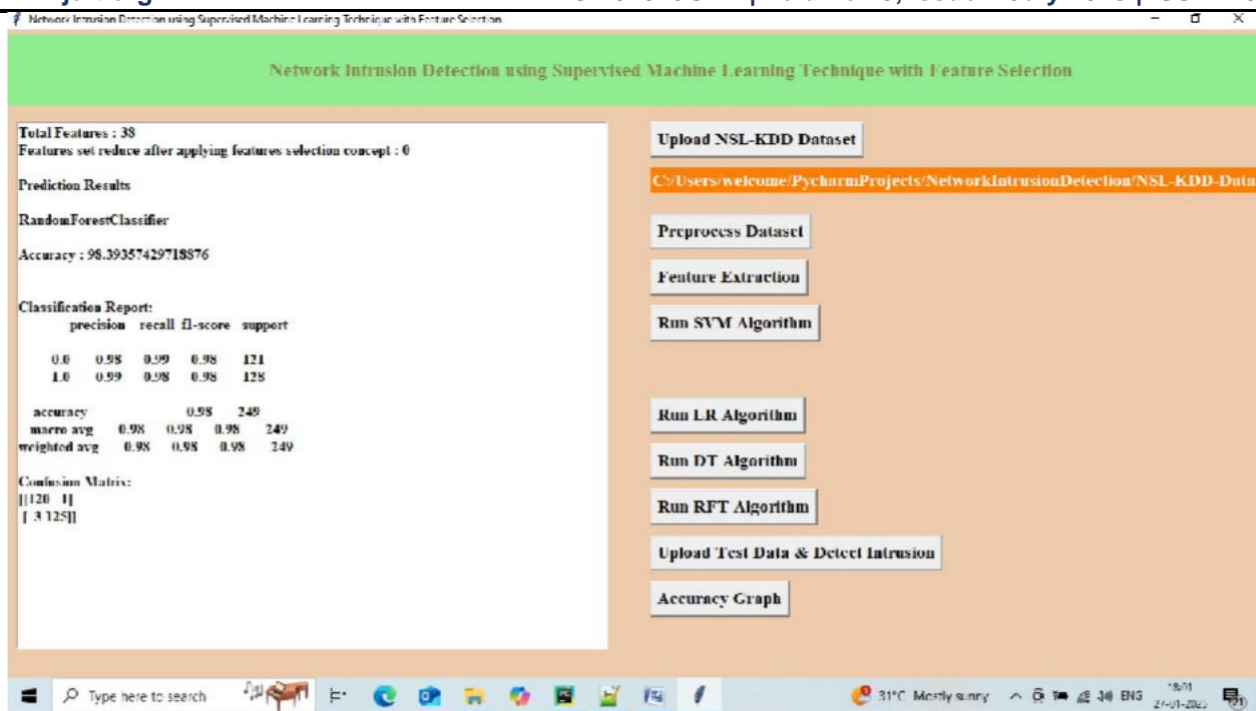 Network Intrusion Detection using Supervised Machine Learning Technique with Feature Selection
Network Intrusion Detection using Supervised Machine Learning Technique with Feature Selection
Total Features : 38
Features set reduce after applying features selection concept : 0
Prediction Results
RandomForestClassifier
Accuracy : 98.39357429718876
Classification Report:
precision recall f1-score support
0.0 0.98 0.99 0.98 121
1.0 0.99 0.98 0.98 128
accuracy 0.98 249
macro avg 0.98 0.98 0.98 249
weighted avg 0.98 0.98 0.98 249
Confusion Matrix:
[[120 1]
[ 3 125]]
Upload NSL-KDD Dataset
C:/Users/welcome/PycharmProjects/NetworkIntrusionDetection/NSL-KDD-Data
Preprocess Dataset
Feature Extraction
Run SVM Algorithm
Run LR Algorithm
Run DT Algorithm
Run RFT Algorithm
Upload Test Data & Detect Intrusion
Accuracy Graph
Type here to search
31°C Mostly sunny
ENG
18:01
27-01-2025